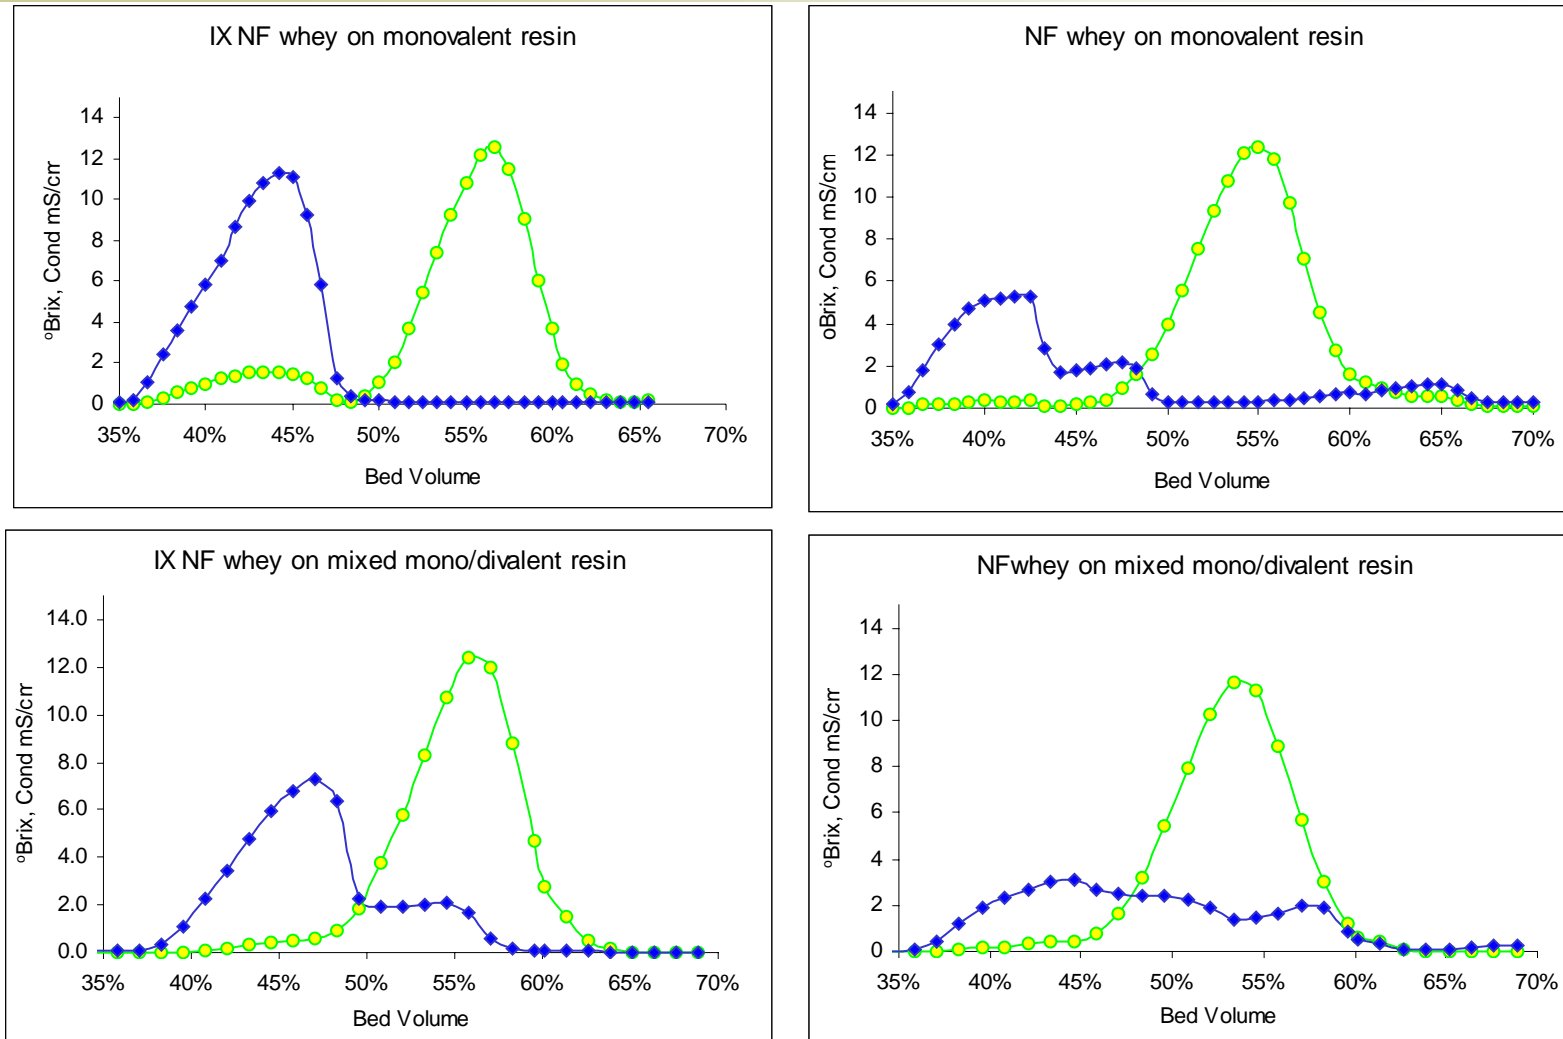 IX NF whey on monovalent resin
14
12
10
8
6
4
2
0
ºBrix, Cond mS/cm
35% 40% 45% 50% 55% 60% 65% 70%
Bed Volume
NF whey on monovalent resin
14
12
10
8
6
4
2
0
oBrix, Cond mS/cm
35% 40% 45% 50% 55% 60% 65% 70%
Bed Volume
IX NF whey on mixed mono/divalent resin
14.0
12.0
10.0
8.0
6.0
4.0
2.0
0.0
ºBrix, Cond mS/cm
35% 40% 45% 50% 55% 60% 65% 70%
Bed Volume
NFwhey on mixed mono/divalent resin
14
12
10
8
6
4
2
0
ºBrix, Cond mS/cm
35% 40% 45% 50% 55% 60% 65% 70%
Bed Volume